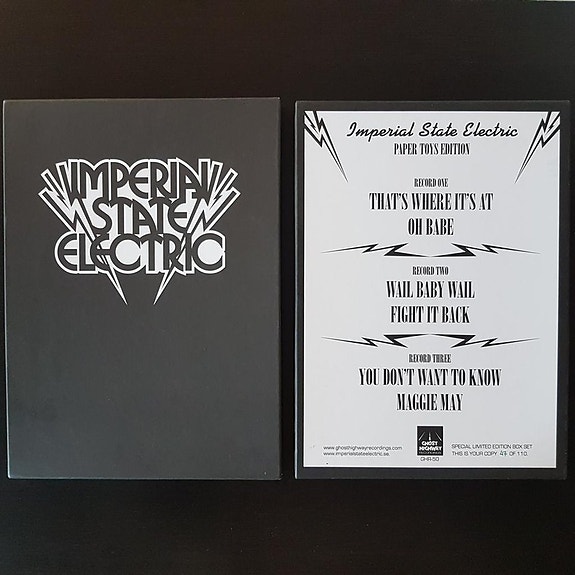 IMPERIAL
STATE
ELECTRIC
Imperial State Electric
PAPER TOYS EDITION
RECORD ONE
THAT'S WHERE IT'S AT
OH BABE
RECORD TWO
WAIL BABY WAIL
FIGHT IT BACK
RECORD THREE
YOU DON'T WANT TO KNOW
MAGGIE MAY
www.ghosthighwayrecordings.com
www.imperialstateelectric.se
GHOST
HIGHWAY
GHR-50
SPECIAL LIMITED EDITION BOX SET
THIS IS YOUR COPY OF 110.